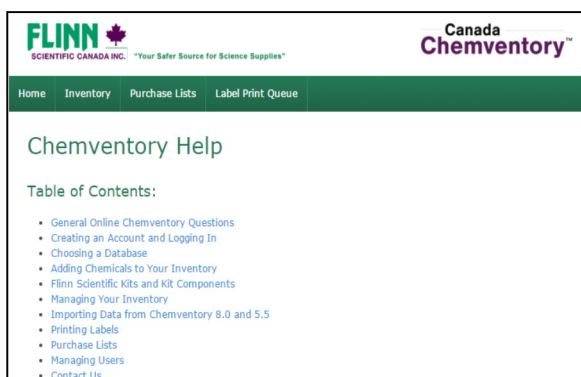 FLINN
SCIENTIFIC CANADA INC.
"Your Safer Source for Science Supplies"
Canada
Chemventory™
Home Inventory Purchase Lists Label Print Queue
Chemventory Help
Table of Contents:
General Online Chemventory Questions
Creating an Account and Logging In
Choosing a Database
Adding Chemicals to Your Inventory
Flinn Scientific Kits and Kit Components
Managing Your Inventory
Importing Data from Chemventory 8.0 and 5.5
Printing Labels
Purchase Lists
Managing Users
Contact Us